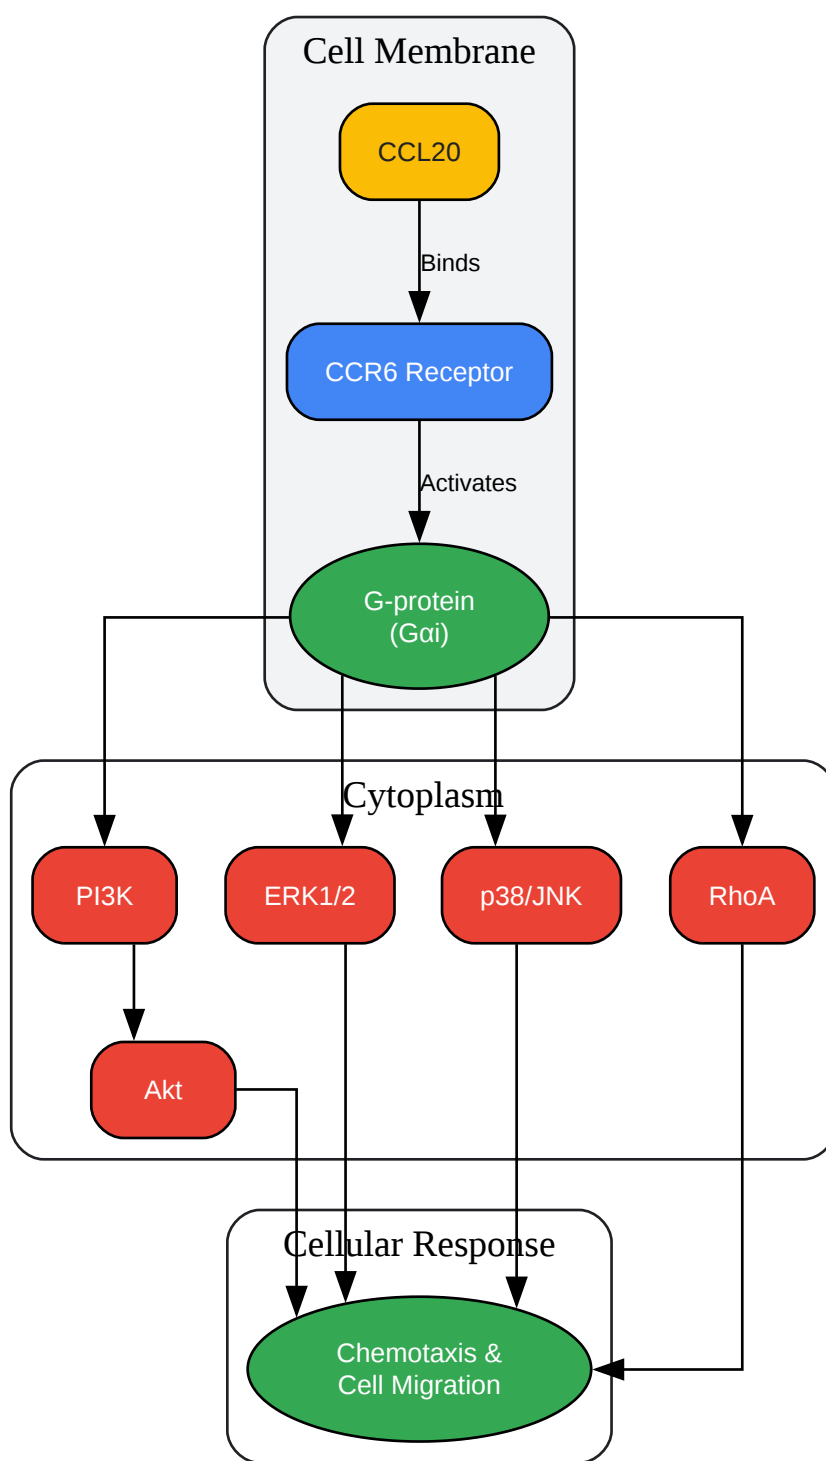 Cell Membrane
CCL20
Binds
CCR6 Receptor
Activates
G-protein
(Gαi)
Cytoplasm
PI3K
ERK1/2
p38/JNK
RhoA
Akt
Cellular Response
Chemotaxis &
Cell Migration